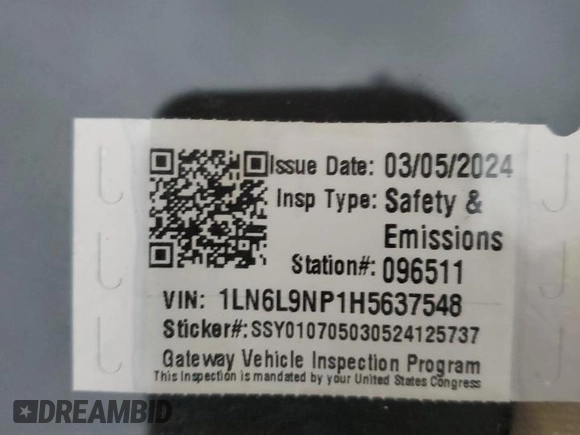 Issue Date: 03/05/2024
Insp Type: Safety &
Emissions
Station#: 096511
VIN: 1LN6L9NP1H5637548
Sticker#:SSY010705030524125737
Gateway Vehicle Inspection Program
This Inspection is mandated by your United States Congress
DREAMBID